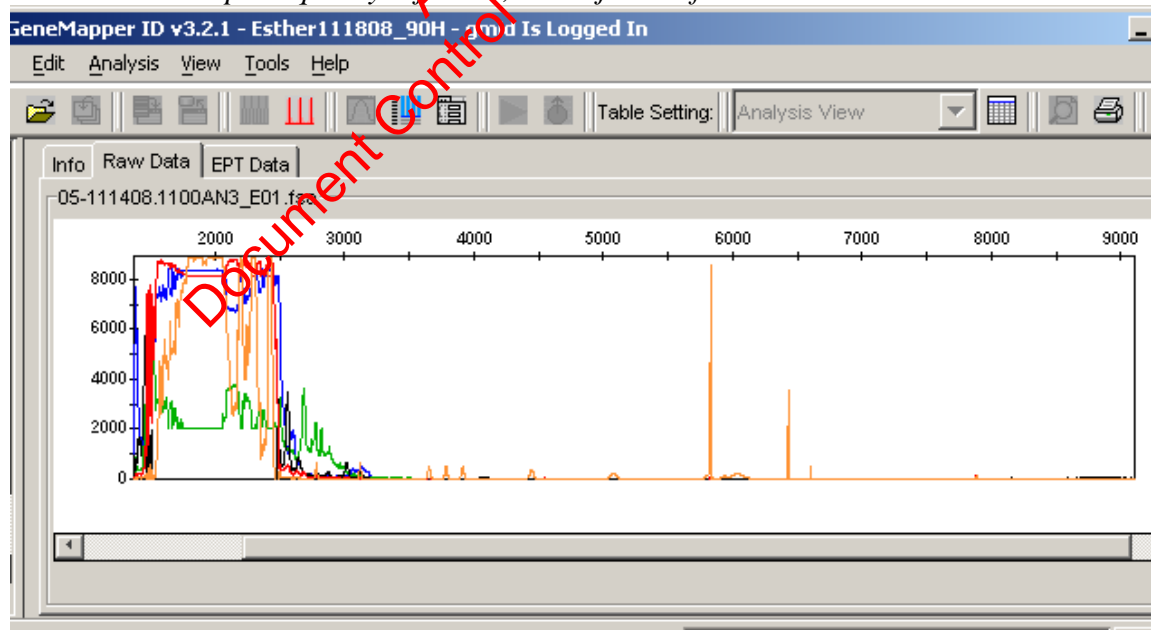 GeneMapper ID v3.2.1 - Esther111808_90H - gmid Is Logged In
Edit Analysis View Tools Help
Table Setting: Analysis View
Info Raw Data EPT Data
05-111408.1100AN3_E01.fsa
2000 3000 4000 5000 6000 7000 8000 9000
8000
6000
4000
2000
0
Document Control